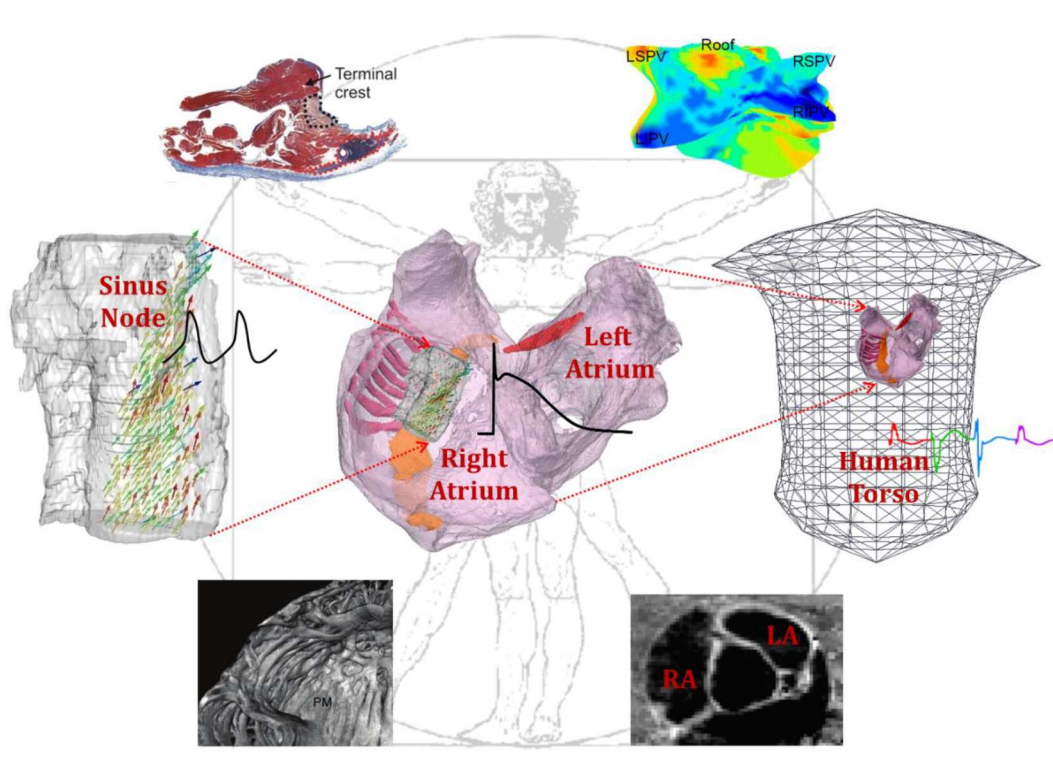 Terminal
crest
LSPV
Roof
RSPV
RIPV
LIPV
Sinus
Node
Left
Atrium
Right
Atrium
Human
Torso
PM
LA
RA